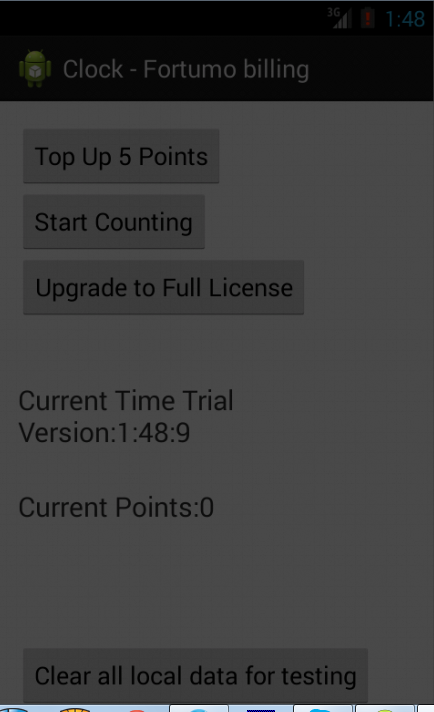 3G 1:48
Clock - Fortumo billing
Top Up 5 Points
Start Counting
Upgrade to Full License
Current Time Trial
Version:1:48:9
Current Points:0
Clear all local data for testing